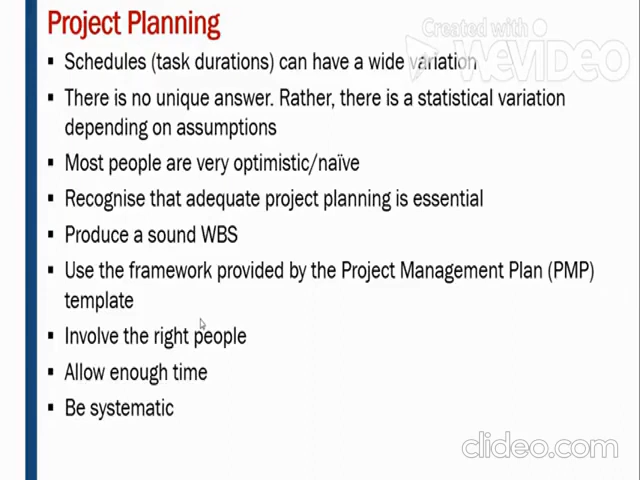 Project Planning
Created with
WEVIDEO
▪ Schedules (task durations) can have a wide variation
▪ There is no unique answer. Rather, there is a statistical variation
depending on assumptions
▪ Most people are very optimistic/naïve
▪ Recognise that adequate project planning is essential
▪ Produce a sound WBS
▪ Use the framework provided by the Project Management Plan (PMP)
template
▪ Involve the right people
▪ Allow enough time
▪ Be systematic
clideo.com